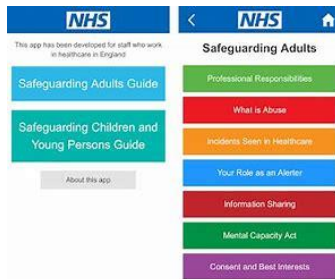 NHS
This app has been developed for staff who work
in healthcare in England
Safeguarding Adults Guide
Safeguarding Children and
Young Persons Guide
About this app
NHS
Safeguarding Adults
Professional Responsibilities
What is Abuse
Incidents Seen in Healthcare
Your Role as an Alerter
Information Sharing
Mental Capacity Act
Consent and Best Interests